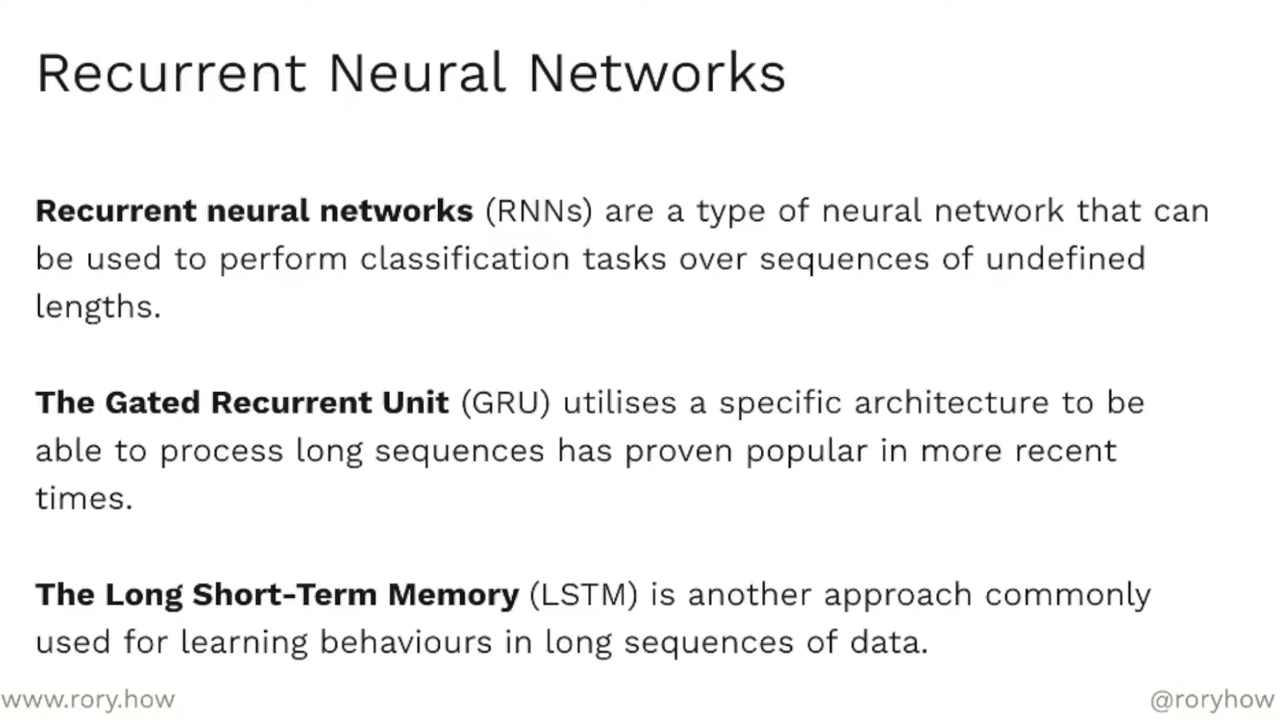 Recurrent Neural Networks
Recurrent neural networks (RNNs) are a type of neural network that can
be used to perform classification tasks over sequences of undefined
lengths.
The Gated Recurrent Unit (GRU) utilises a specific architecture to be
able to process long sequences has proven popular in more recent
times.
The Long Short-Term Memory (LSTM) is another approach commonly
used for learning behaviours in long sequences of data.
www.rory.how
@roryhow